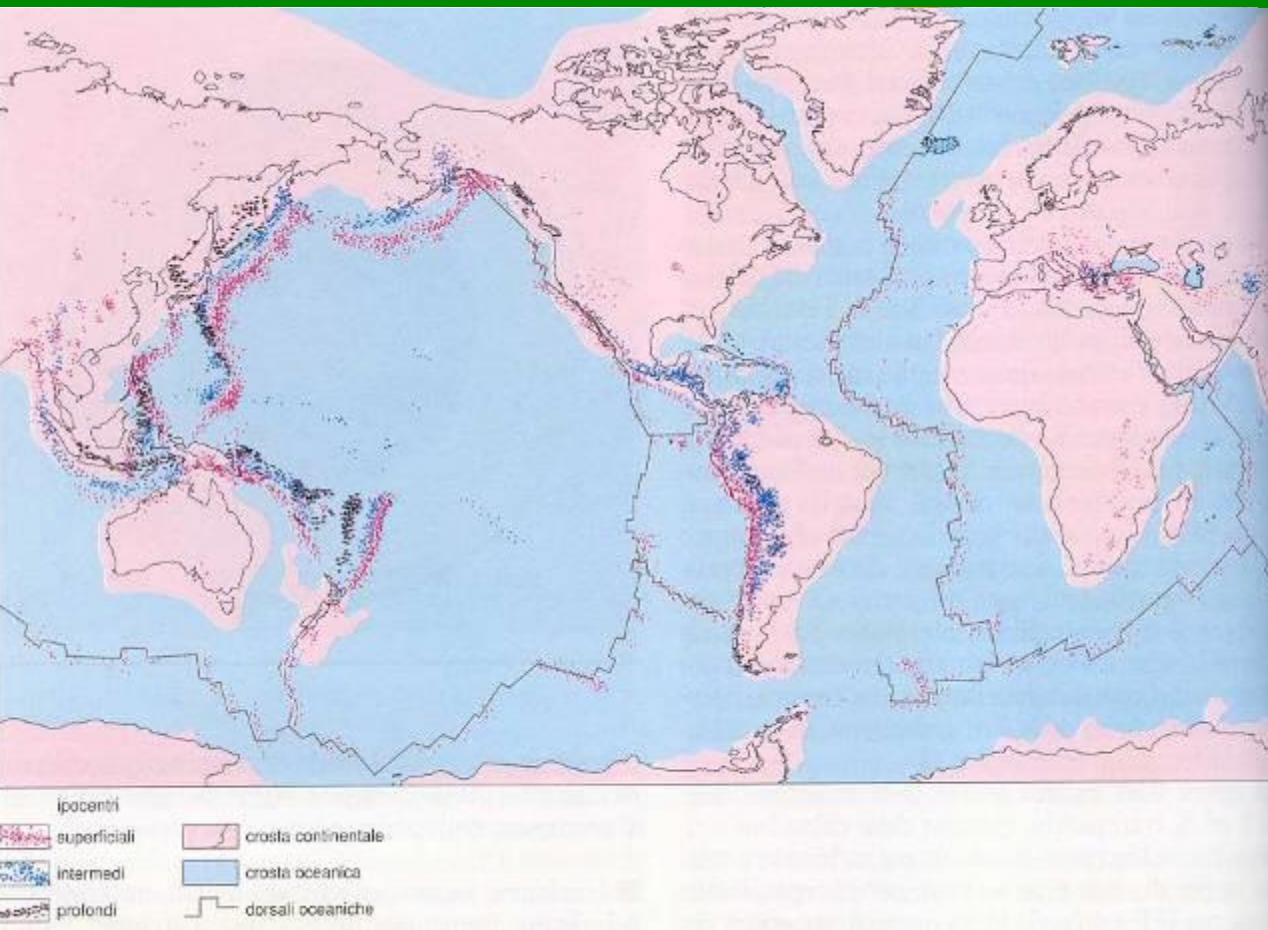 ipocentri
superficiali
intermedi
profondi
crosta continentale
crosta oceanica
dorsali oceaniche